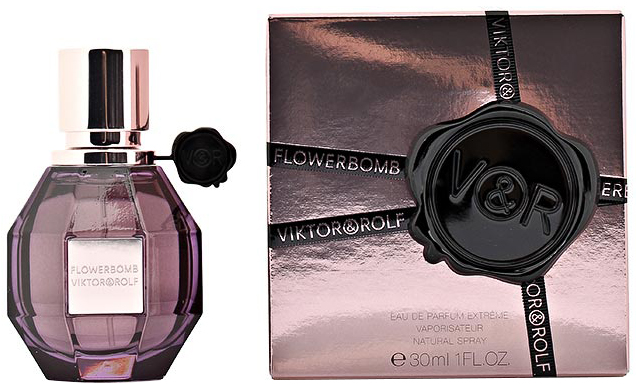 V&R
FLOWERBOMB
VIKTOR&ROLF
VIKTOR&ROLF
FLOWERBOMB
VIKTOR&ROLF
V&R
ERB
OR&ROLF
EAU DE PARFUM EXTRÊME
VAPORISATEUR
NATURAL SPRAY
e 30ml 1FL.OZ.